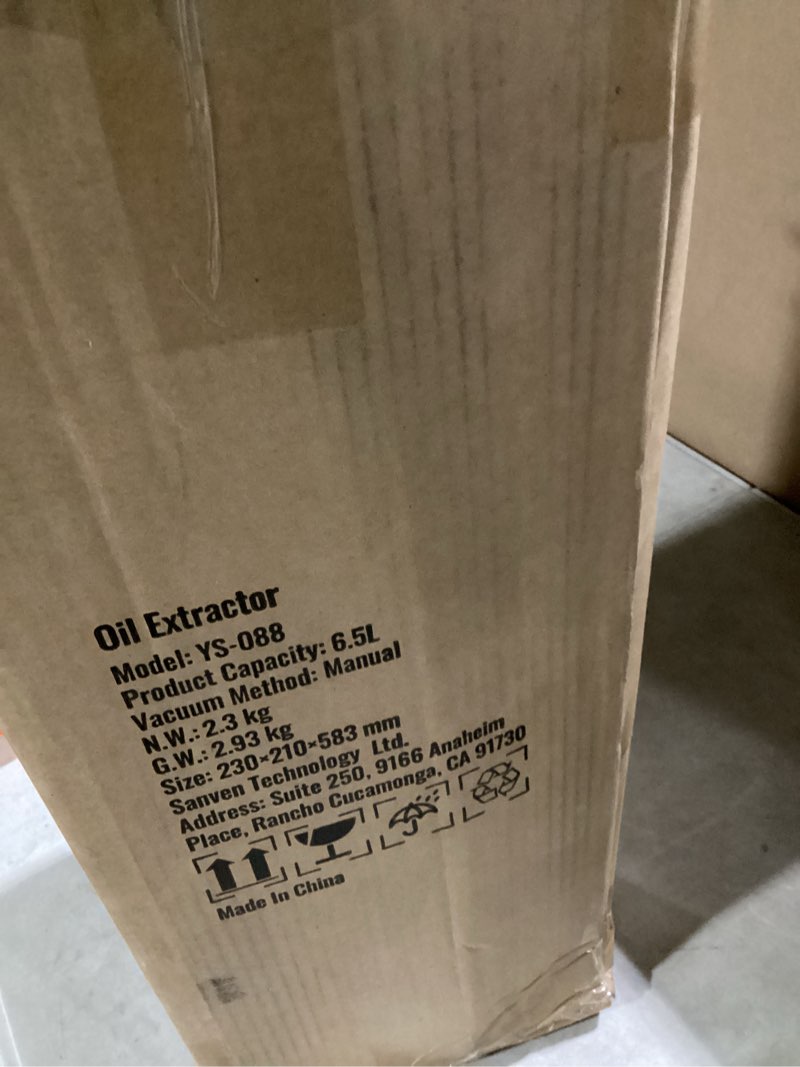 Oil Extractor
Model: YS-088
Product Capacity: 6.5L
Vacuum Method: Manual
N.W.: 2.3 kg
G.W.: 2.93 kg
Size: 230×210×583 mm
Sanven Technology Ltd.
Address: Suite 250, 9166 Anaheim
Place, Rancho Cucamonga, CA 91730
Made In China